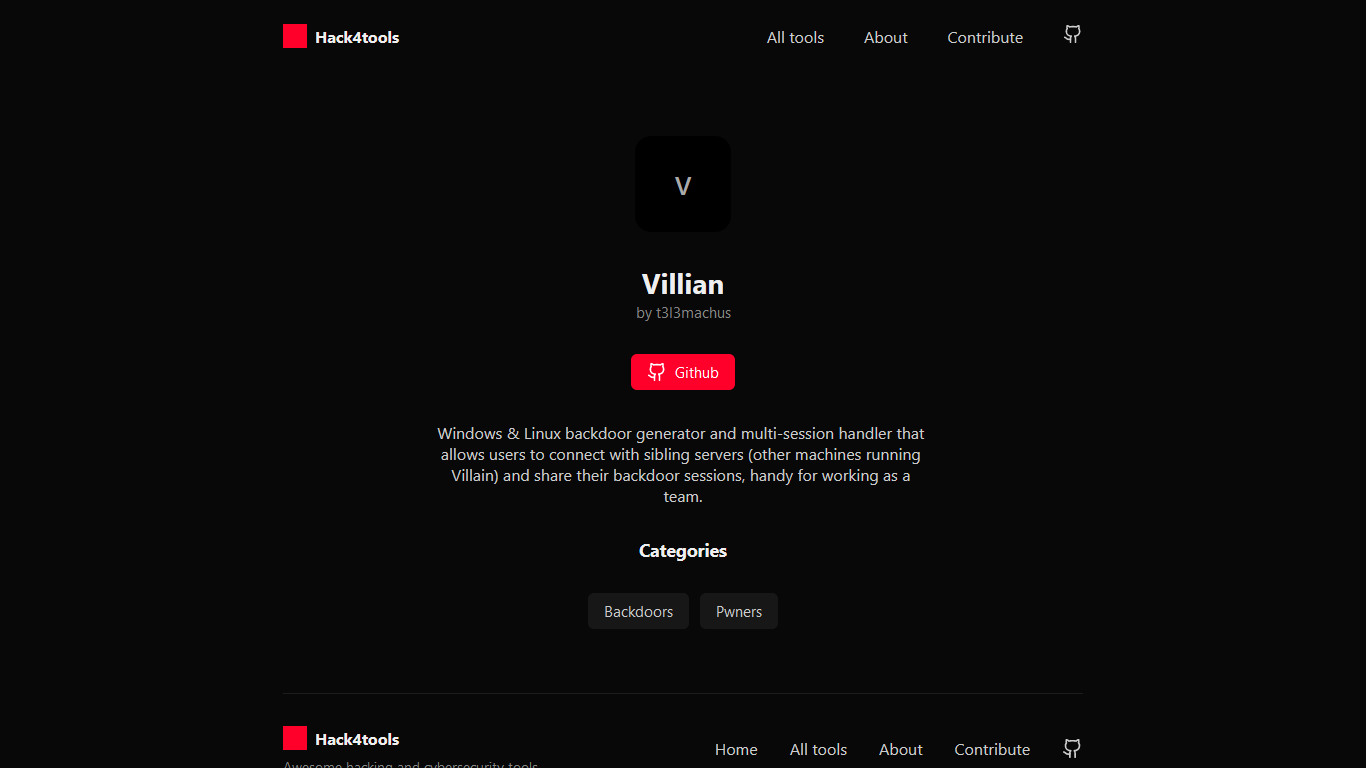 Hack4tools
All tools
About
Contribute
V
Villian
by t3l3machus
Github
Windows & Linux backdoor generator and multi-session handler that
allows users to connect with sibling servers (other machines running
Villain) and share their backdoor sessions, handy for working as a
team.
Categories
Backdoors
Pwners
Hack4tools
Awesome hacking and cybersecurity tools
Home
All tools
About
Contribute